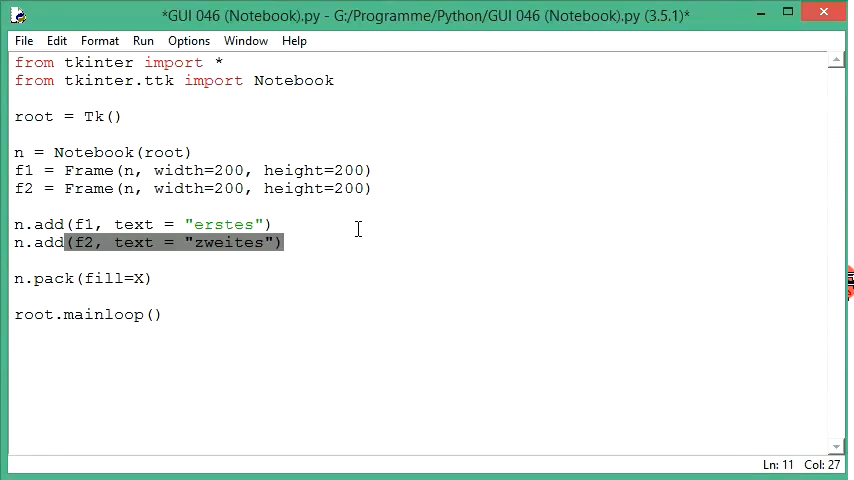 *GUI 046 (Notebook).py - G:/Programme/Python/GUI 046 (Notebook).py (3.5.1)*
File Edit Format Run Options Window Help
from tkinter import *
from tkinter.ttk import Notebook
root = Tk()
n = Notebook(root)
f1 = Frame(n, width=200, height=200)
f2 = Frame(n, width=200, height=200)
n.add(f1, text = "erstes")
n.add(f2, text = "zweites")
n.pack(fill=X)
root.mainloop()
Ln: 11 Col: 27